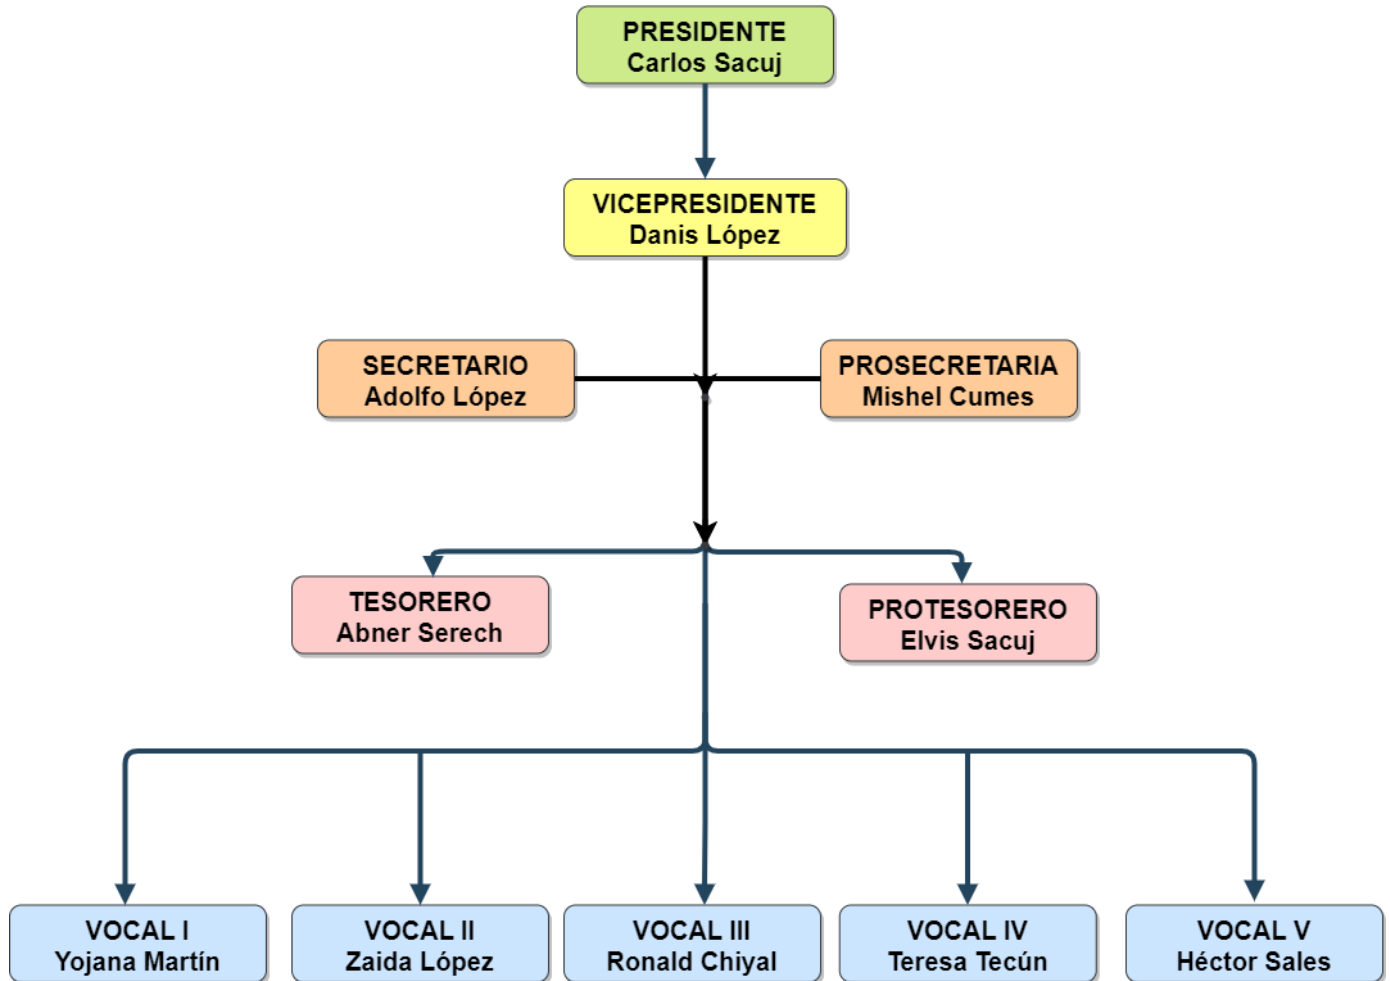 PRESIDENTE
Carlos Sacuj
VICEPRESIDENTE
Danis López
SECRETARIO
Adolfo López
PROSECRETARIA
Mishel Cumes
TESORERO
Abner Serech
PROTESORERO
Elvis Sacuj
VOCAL I
Yojana Martín
VOCAL II
Zaida López
VOCAL III
Ronald Chiyal
VOCAL IV
Teresa Tecún
VOCAL V
Héctor Sales